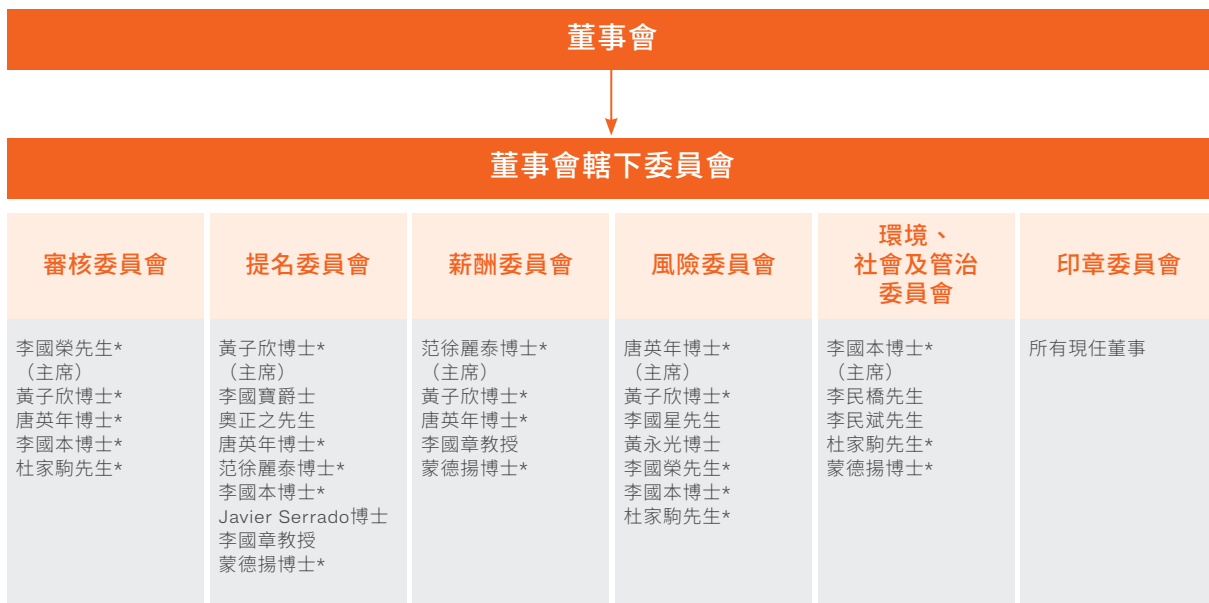 董事會
董事會轄下委員會
審核委員會
李國榮先生*
（主席）
黃子欣博士*
唐英年博士*
李國本博士*
杜家駒先生*
提名委員會
黃子欣博士*
（主席）
李國寶爵士
奧正之先生
唐英年博士*
范徐麗泰博士*
李國本博士*
Javier Serrado博士
李國章教授
蒙德揚博士*
薪酬委員會
范徐麗泰博士*
（主席）
黃子欣博士*
唐英年博士*
李國章教授
蒙德揚博士*
風險委員會
唐英年博士*
（主席）
黃子欣博士*
李國星先生
黃永光博士
李國榮先生*
李國本博士*
杜家駒先生*
環境、
社會及管治
委員會
李國本博士*
（主席）
李民橋先生
李民斌先生
杜家駒先生*
蒙德揚博士*
印章委員會
所有現任董事